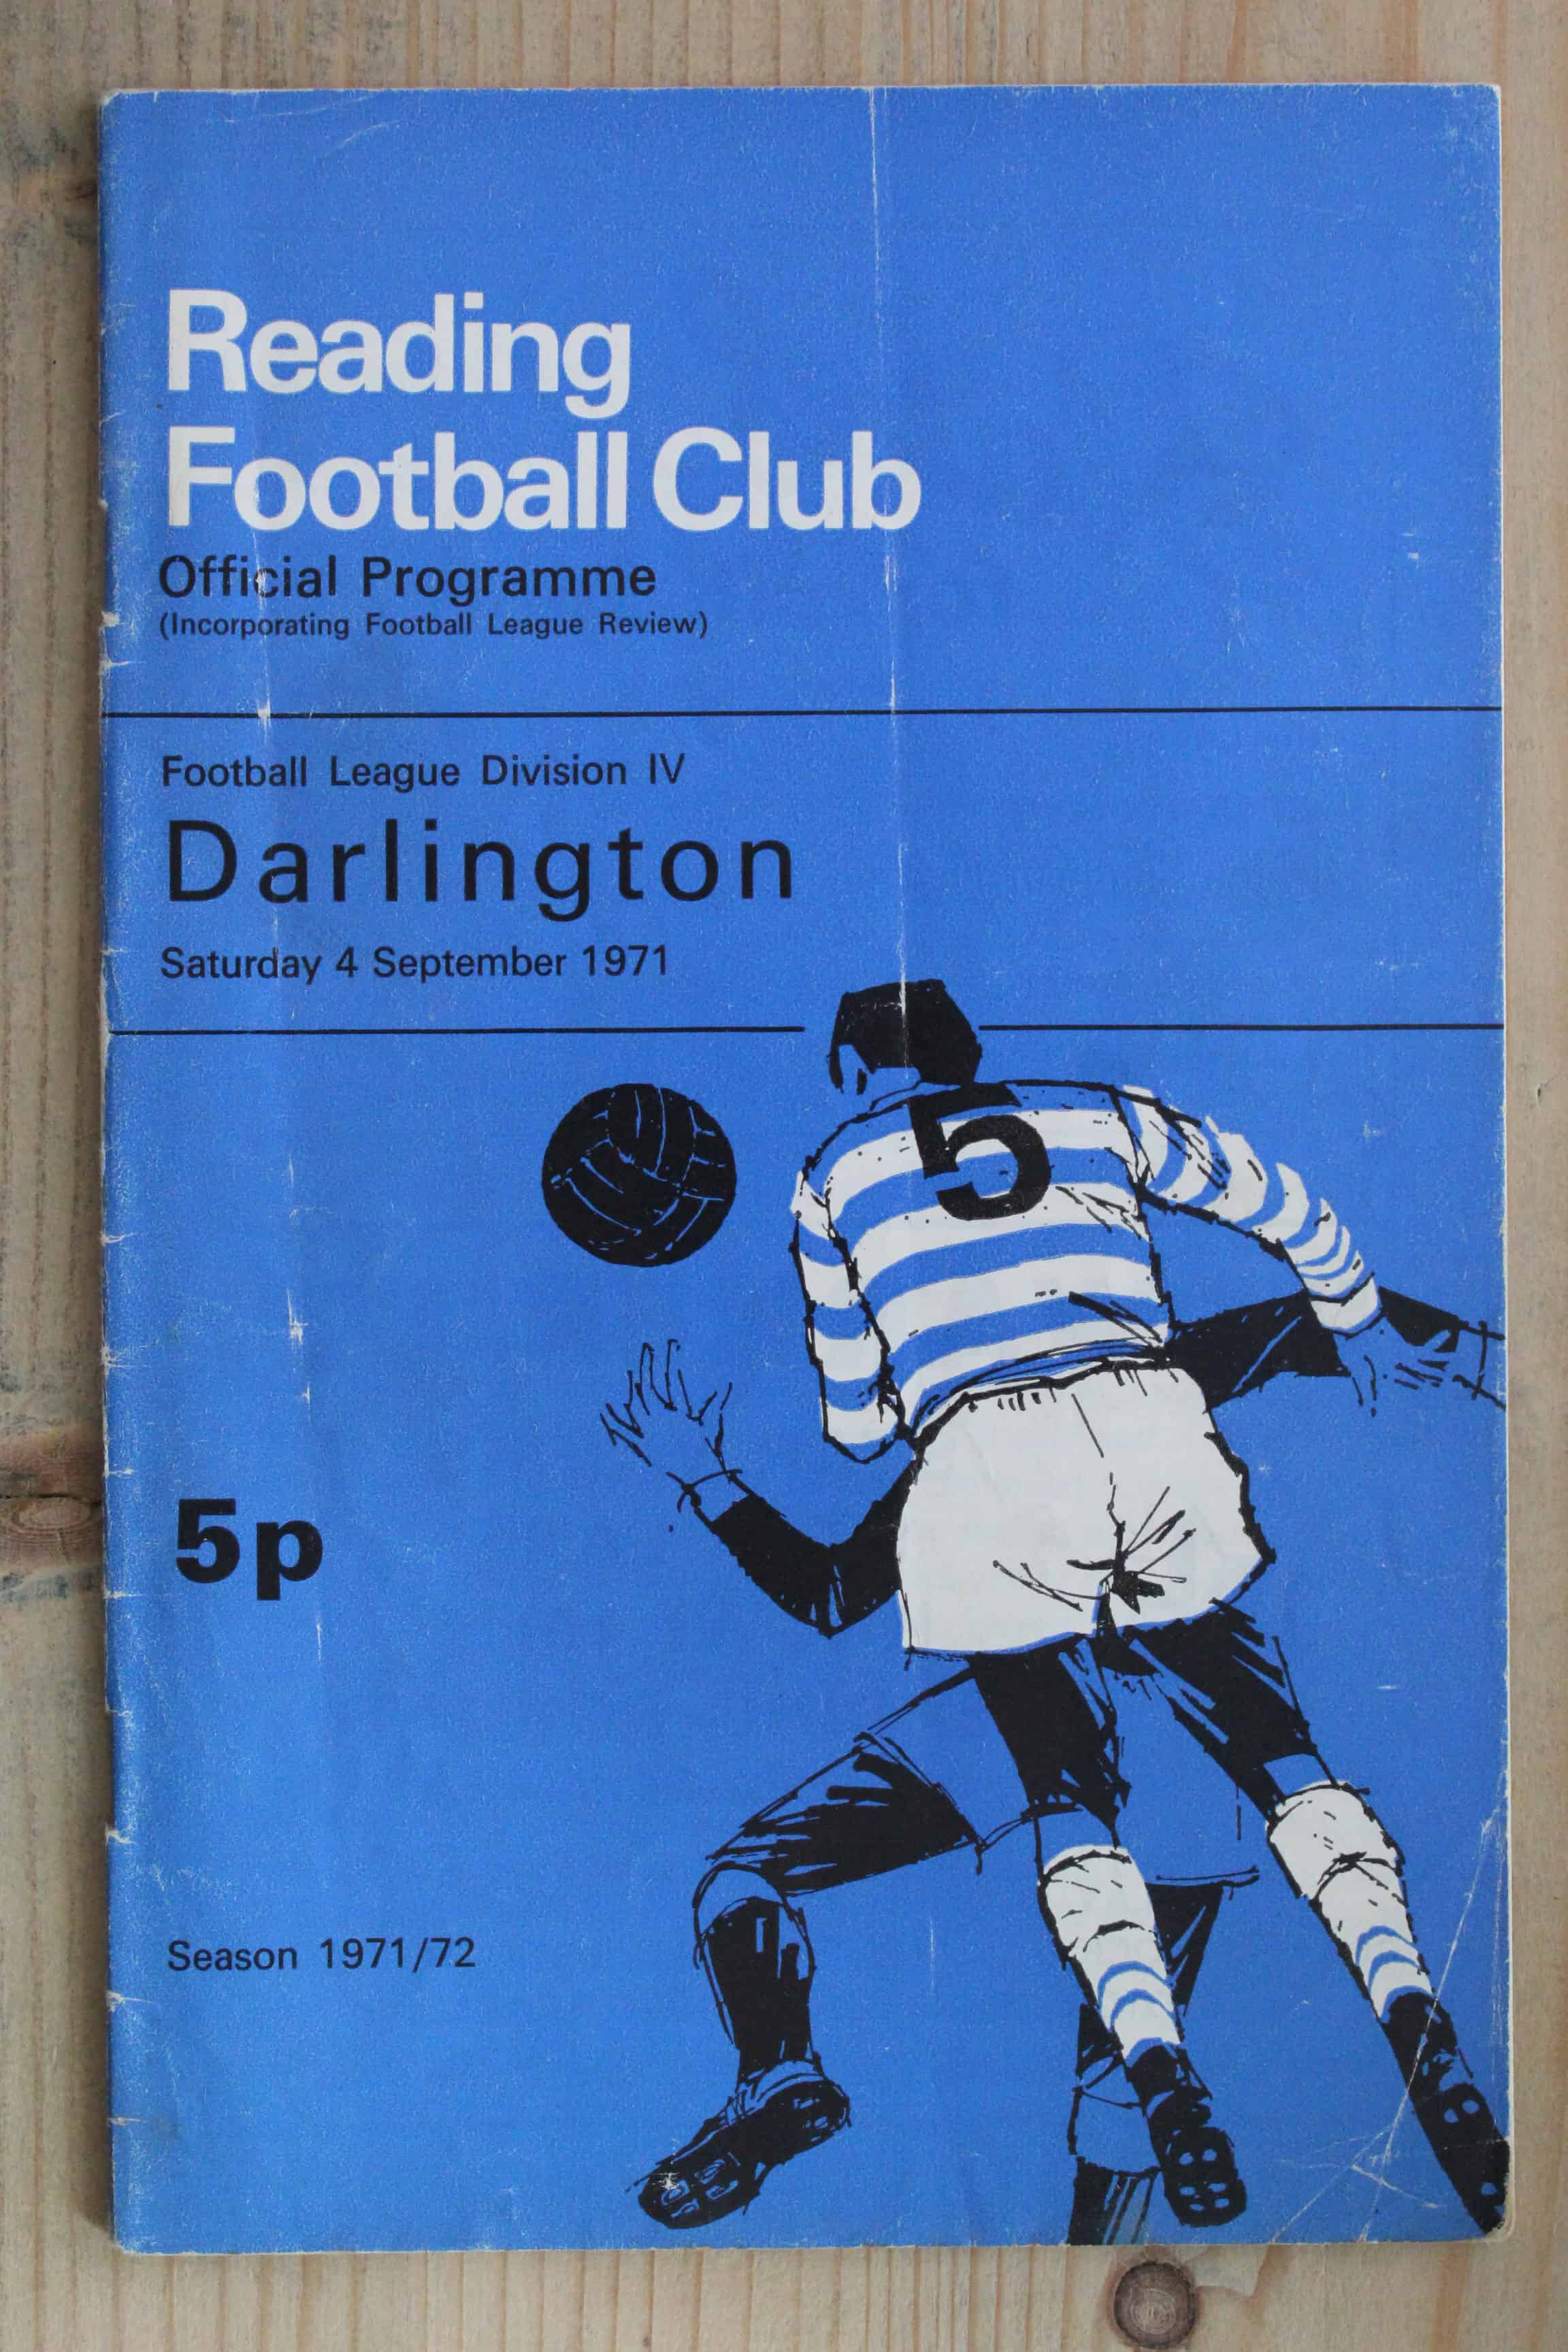 Reading
Football Club
Official Programme
(Incorporating Football League Review)
Football League Division IV
Darlington
Saturday 4 September 1971
5
5p
Season 1971/72